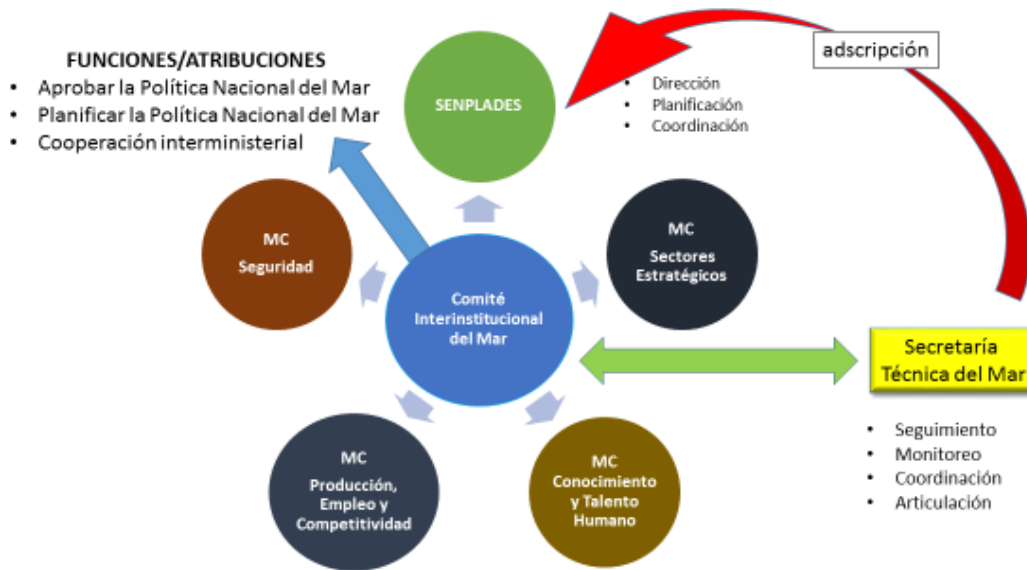 FUNCIONES/ATRIBUCIONES
• Aprobar la Política Nacional del Mar
• Planificar la Política Nacional del Mar
• Cooperación interministerial
SENPLADES
• Dirección
• Planificación
• Coordinación
adscripción
MC
Seguridad
MC
Sectores
Estratégicos
Comité
Interinstitucional
del Mar
Secretaría
Técnica del Mar
• Seguimiento
• Monitoreo
• Coordinación
• Articulación
MC
Producción,
Empleo y
Competitividad
MC
Conocimiento
y Talento
Humano